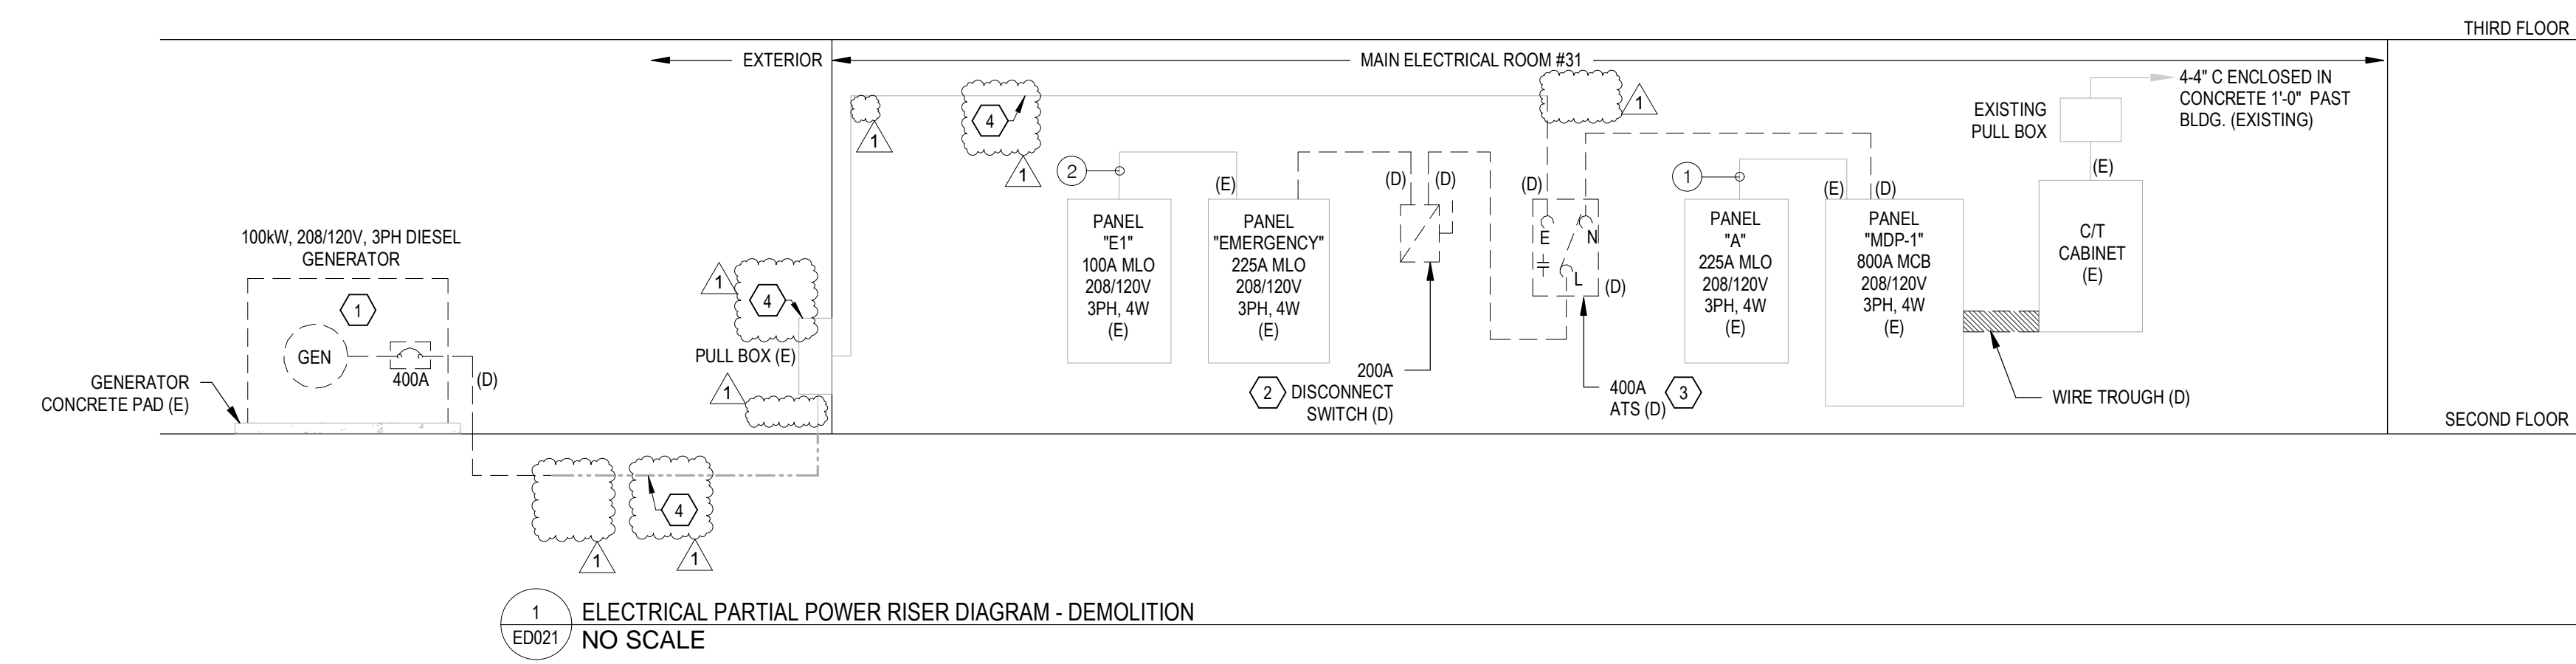 THIRD FLOOR
EXTERIOR
MAIN ELECTRICAL ROOM #31
4-4" C ENCLOSED IN
CONCRETE 1'-0" PAST
BLDG. (EXISTING)
EXISTING
PULL BOX
(E)
1
4
1
1
2
(E)
(D)
(D)
(D)
1
(E)
(D)
100kW, 208/120V, 3PH DIESEL
GENERATOR
1
GEN
400A
(D)
GENERATOR
CONCRETE PAD (E)
1
4
PULL BOX (E)
1
PANEL
"E1"
100A MLO
208/120V
3PH, 4W
(E)
PANEL
"EMERGENCY"
225A MLO
208/120V
3PH, 4W
(E)
E
N
L
(D)
PANEL
"A"
225A MLO
208/120V
3PH, 4W
(E)
PANEL
"MDP-1"
800A MCB
208/120V
3PH, 4W
(E)
C/T
CABINET
(E)
2
200A
DISCONNECT
SWITCH (D)
400A
ATS (D)
3
WIRE TROUGH (D)
SECOND FLOOR
4
1
1
1
ED021
ELECTRICAL PARTIAL POWER RISER DIAGRAM - DEMOLITION
NO SCALE